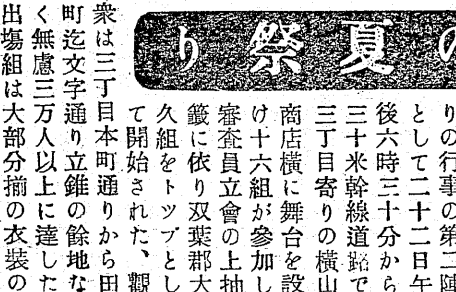 の夏祭り
りの行事の第二陣
として二十二日午
後六時三十分から
三十米幹線道路で
三丁目寄りの横山
商店横に舞台を設
け十六組が参加し
審査員立會の上抽
籤に依り双葉郡大
久組をトツプとし
て開始された、觀
衆は三丁目本町通りから田
町迄文字通り立錐の餘地な
く無慮三万人以上に達した
出場組は大部分揃の衣裝の